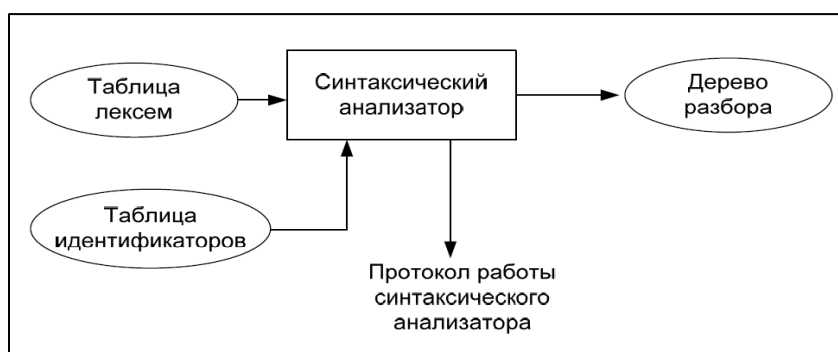 Таблица
лексем
Синтаксический
анализатор
Дерево
разбора
Таблица
идентификаторов
Протокол работы
синтаксического
анализатора